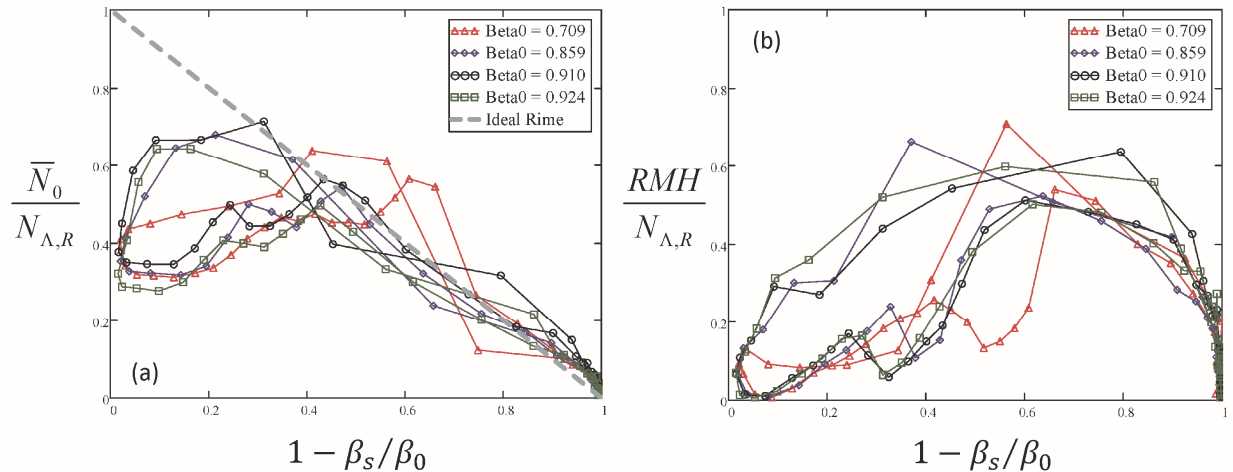 1
0.8
0.6
0.4
0.2
0
0
0.2
0.4
0.6
0.8
1
N̅₀
N_Λ,R
Beta0 = 0.709
Beta0 = 0.859
Beta0 = 0.910
Beta0 = 0.924
Ideal Rime
(a)
1 − βₛ/β₀
1
0.8
0.6
0.4
0.2
0
0
0.2
0.4
0.6
0.8
1
RMH
N_Λ,R
(b)
Beta0 = 0.709
Beta0 = 0.859
Beta0 = 0.910
Beta0 = 0.924
1 − βₛ/β₀